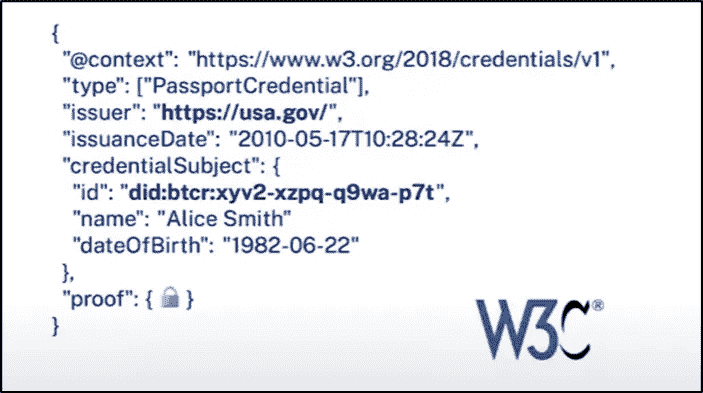 {
"@context": "https://www.w3.org/2018/credentials/v1",
"type": ["PassportCredential"],
"issuer": "https://usa.gov/",
"issuanceDate": "2010-05-17T10:28:24Z",
"credentialSubject": {
"id": "did:btcr:xyv2-xzpq-q9wa-p7t",
"name": "Alice Smith"
"dateOfBirth": "1982-06-22"
},
"proof": { 🔒 }
}
W3C®